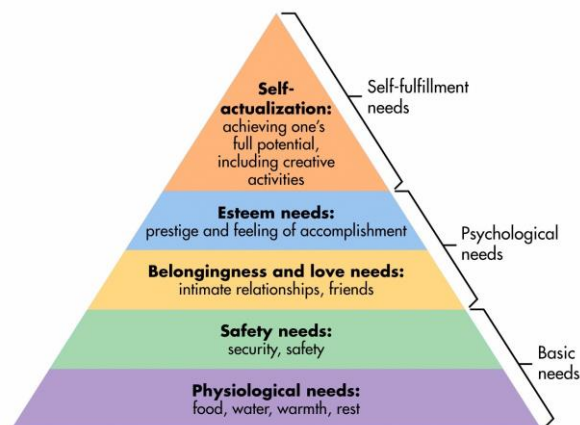 Self-
actualization:
achieving one's
full potential,
including creative
activities
Self-fulfillment
needs
Esteem needs:
prestige and feeling of accomplishment
Psychological
needs
Belongingness and love needs:
intimate relationships, friends
Safety needs:
security, safety
Basic
needs
Physiological needs:
food, water, warmth, rest